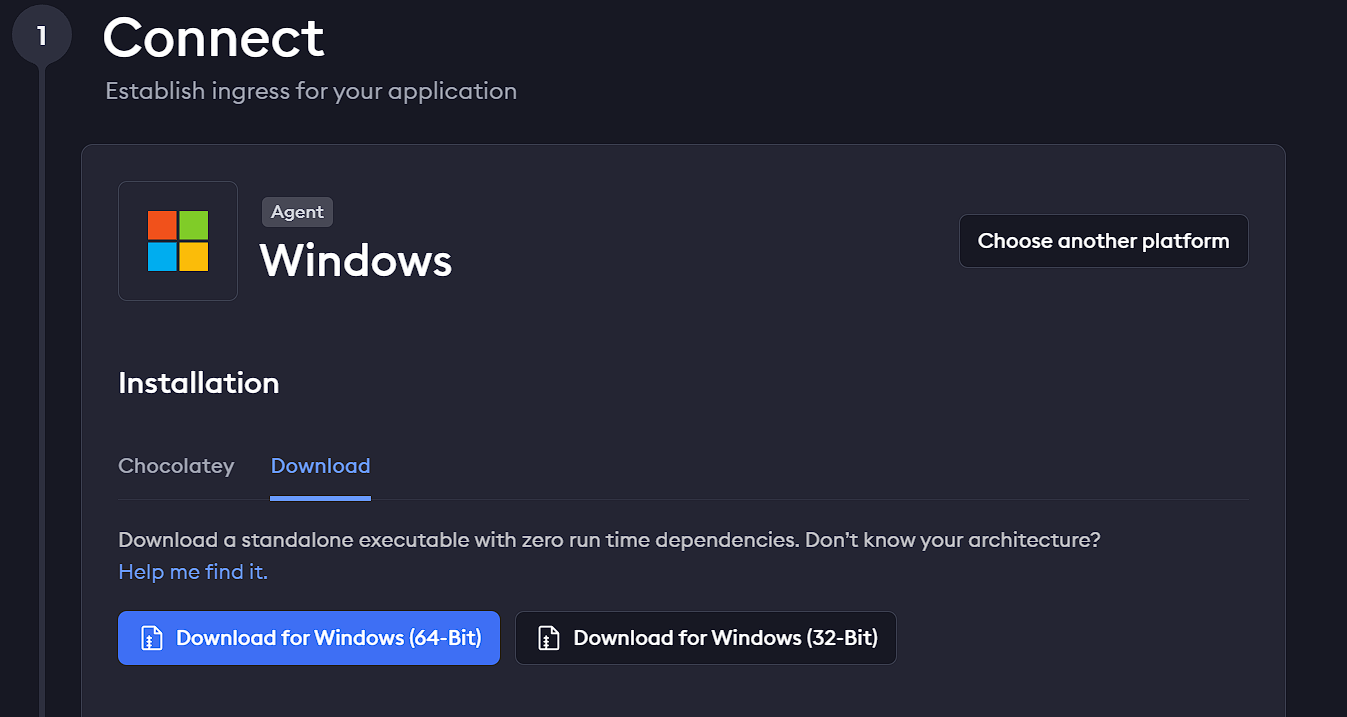 1
Connect
Establish ingress for your application
Agent
Windows
Choose another platform
Installation
Chocolatey
Download
Download a standalone executable with zero run time dependencies. Don't know your architecture?
Help me find it.
Download for Windows (64-Bit)
Download for Windows (32-Bit)